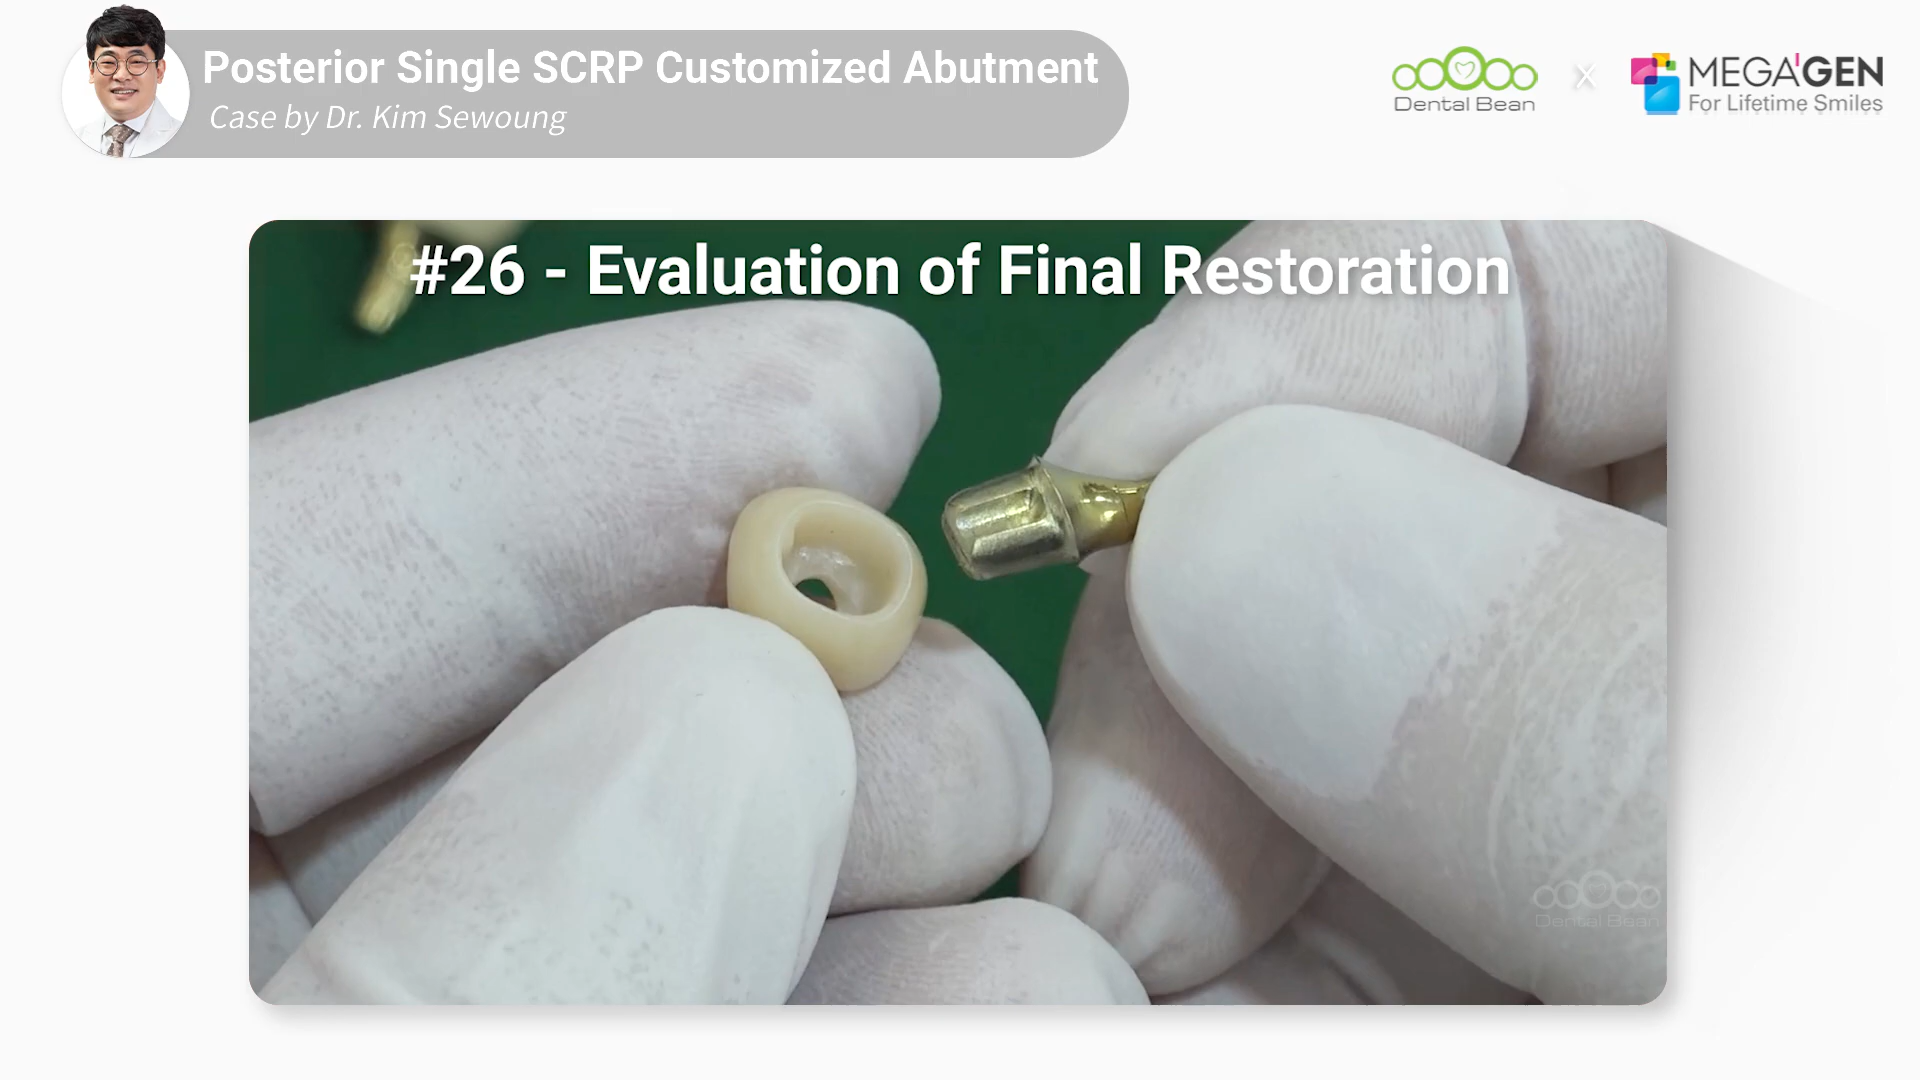 Posterior Single SCRP Customized Abutment
Case by Dr. Kim Sewoung
Dental Bean
X
MEGA'GEN
For Lifetime Smiles
#26 - Evaluation of Final Restoration
Dental Bean